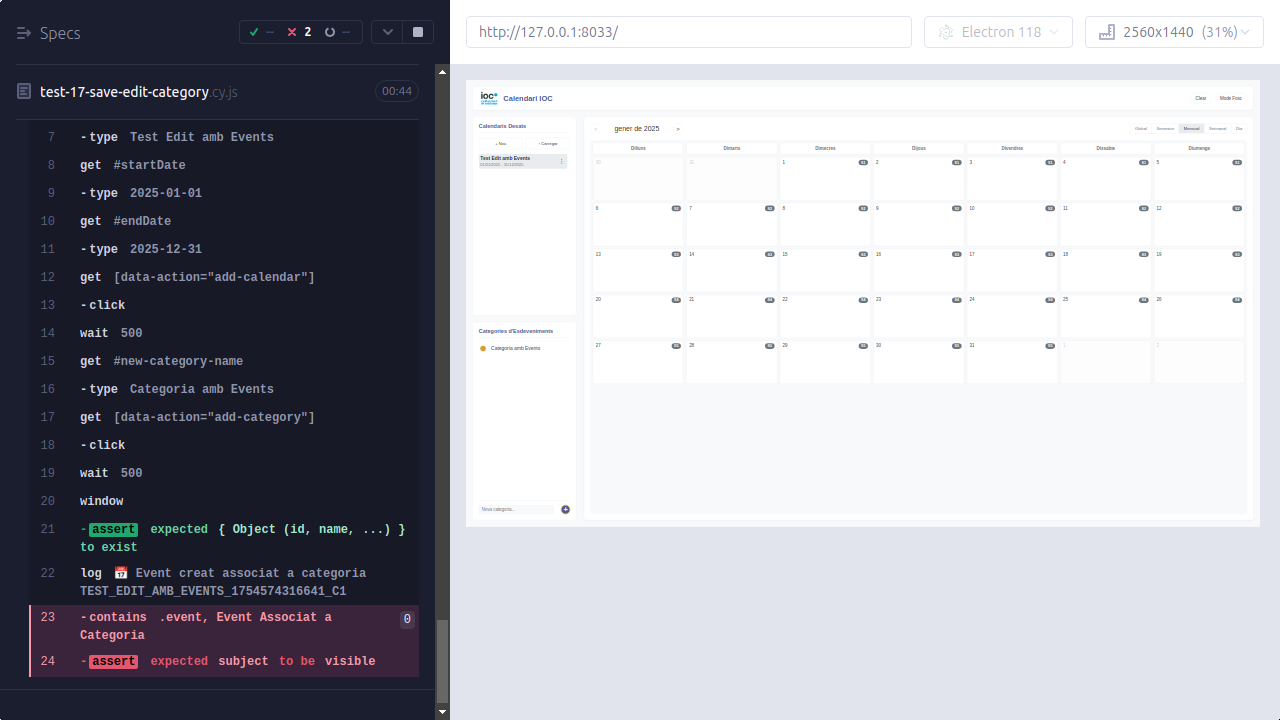 Specs
-- 2 --
test-17-save-edit-category.cy.js 00:44
7 -type Test Edit amb Events
8 get #startDate
9 -type 2025-01-01
10 get #endDate
11 -type 2025-12-31
12 get [data-action="add-calendar"]
13 -click
14 wait 500
15 get #new-category-name
16 -type Categoria amb Events
17 get [data-action="add-category"]
18 -click
19 wait 500
20 window
21 -assert expected { Object (id, name, ...) }
to exist
22 log 📅 Event creat associat a categoria
TEST_EDIT_AMB_EVENTS_1754574316641_C1
23 -contains .event, Event Associat a
Categoria 0
24 -assert expected subject to be visible
http://127.0.0.1:8033/ Electron 118 2560x1440 (31%)
ioc Calendari IOC Clear Mode Fosc
Calendaris Desats
+ Nou Carregar
Test Edit amb Events
‹ gener de 2025 > Global Semestre Mensual Setmanal Dia
Dilluns Dimarts Dimecres Dijous Divendres Dissabte Diumenge
30 31 1 2 3 4 5
6 7 8 9 10 11 12
13 14 15 16 17 18 19
20 21 22 23 24 25 26
27 28 29 30 31 1 2
Categories d'Esdeveniments
Categoria amb Events
Nova categoria... +